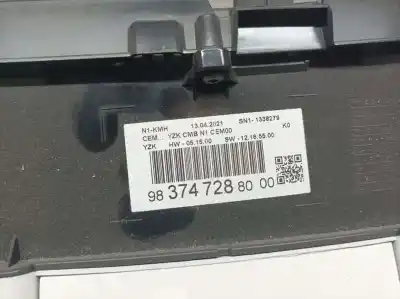 N1-KMH 13.04.2021 SN1- 1338279
CEM... YZK CMB N1 CEM00 K0
YZK HW - 05.15.00 SW - 12.16.55.00
98 374 728 80 00